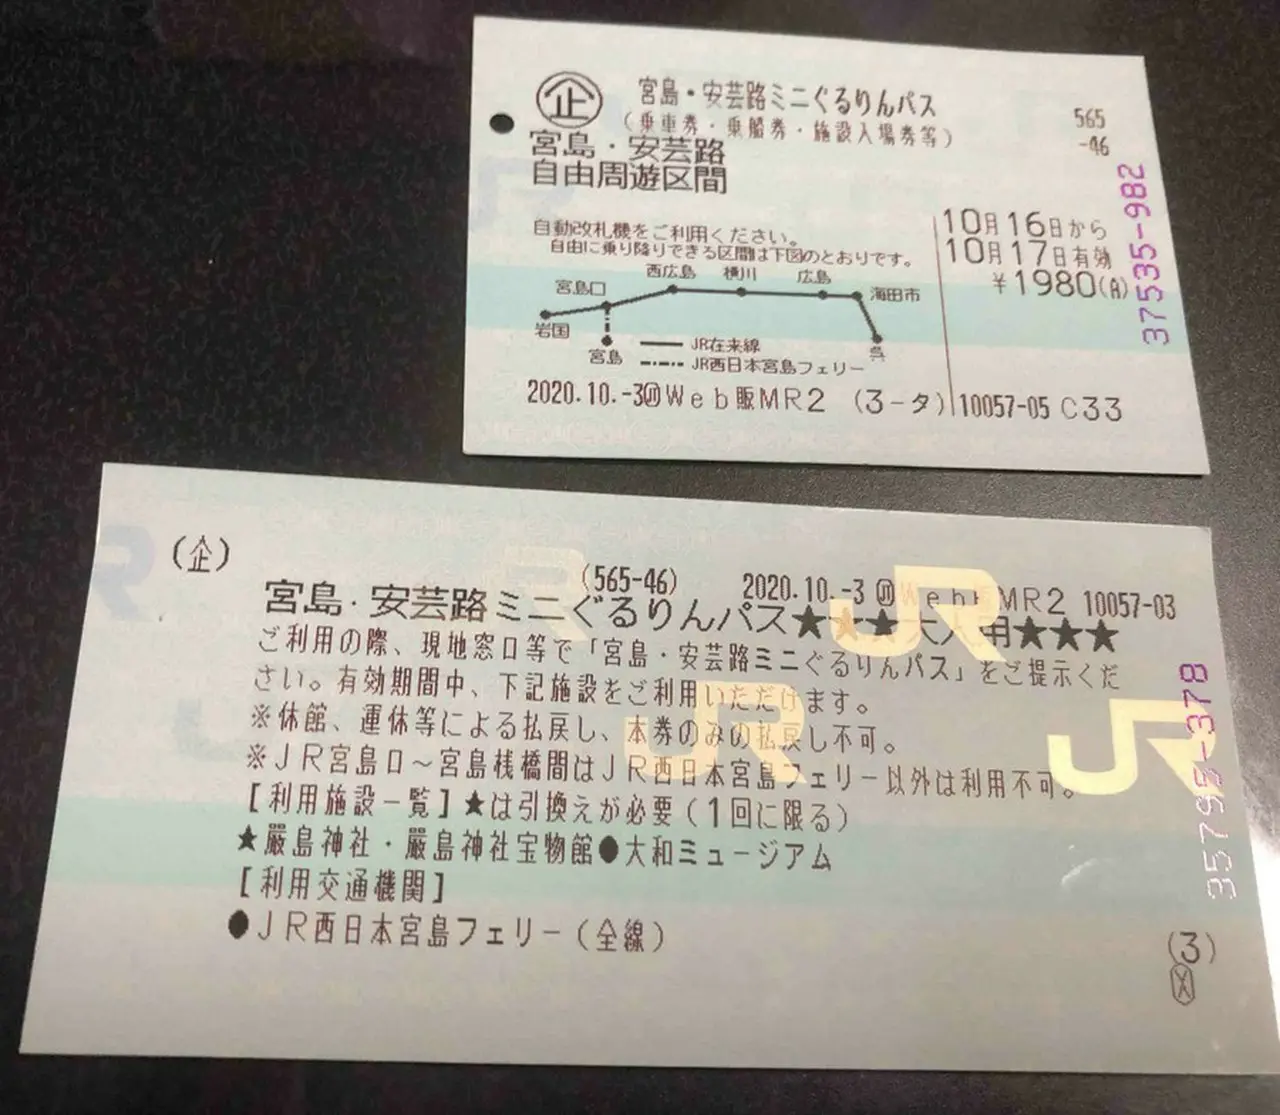 企 宮島・安芸路ミニぐるりんパス
(乗車券・乗船券・施設入場券等)
565
-46
宮島・安芸路
自由周遊区間
自動改札機をご利用ください。
自由に乗り降りできる区間は下図のとおりです。
10月16日から
10月17日有効
¥1980(A)
西広島 横川 広島
宮島口 海田市
岩国
宮島 呉
JR在来線
JR西日本宮島フェリー
2020.10.-3 Web販MR2 (3-タ) 10057-05 C33
37535-982
(企)
(565-46) 2020.10.-3 Web販MR2 10057-03
宮島・安芸路ミニぐるりんパス★★★大人用★★★
ご利用の際、現地窓口等で「宮島・安芸路ミニぐるりんパス」をご提示くだ
さい。有効期間中、下記施設をご利用いただけます。
※休館、運休等による払戻し、本券のみの払戻し不可。
※JR宮島口~宮島桟橋間はJR西日本宮島フェリー以外は利用不可。
[利用施設一覧]★は引換えが必要(1回に限る)
★厳島神社・厳島神社宝物館●大和ミュージアム
[利用交通機関]
●JR西日本宮島フェリー(全線)
35795-378
(3)
JR
JR
JR